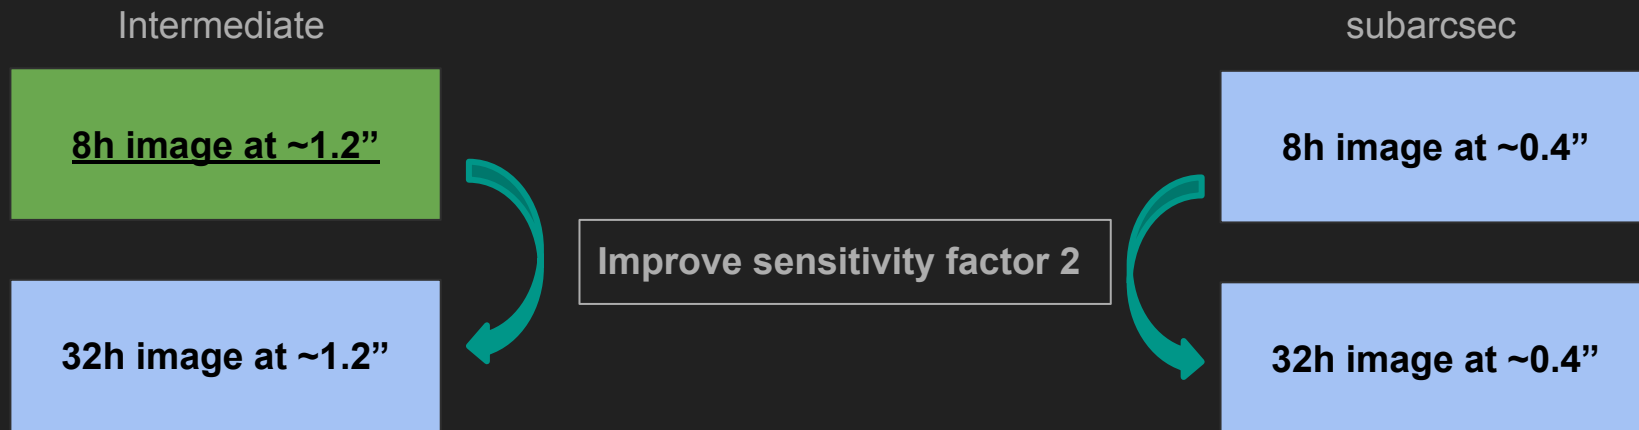 Intermediate
subarcsec
8h image at ~1.2”
8h image at ~0.4”
Improve sensitivity factor 2
32h image at ~1.2”
32h image at ~0.4”